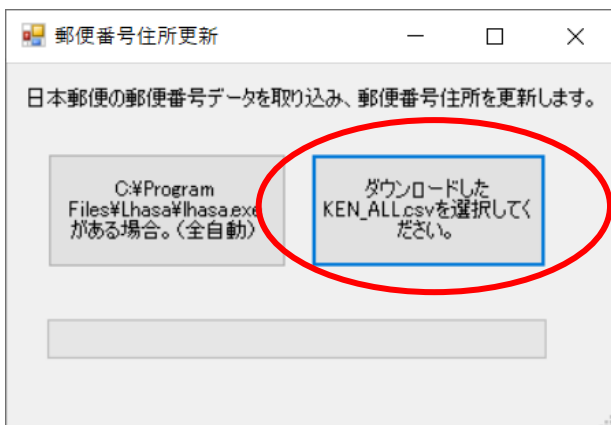 郵便番号住所更新
日本郵便の郵便番号データを取り込み、郵便番号住所を更新します。
C:¥Program
Files¥Lhasa¥lhasa.exe
がある場合。（全自動）
ダウンロードした
KEN_ALL.csvを選択してく
ださい。